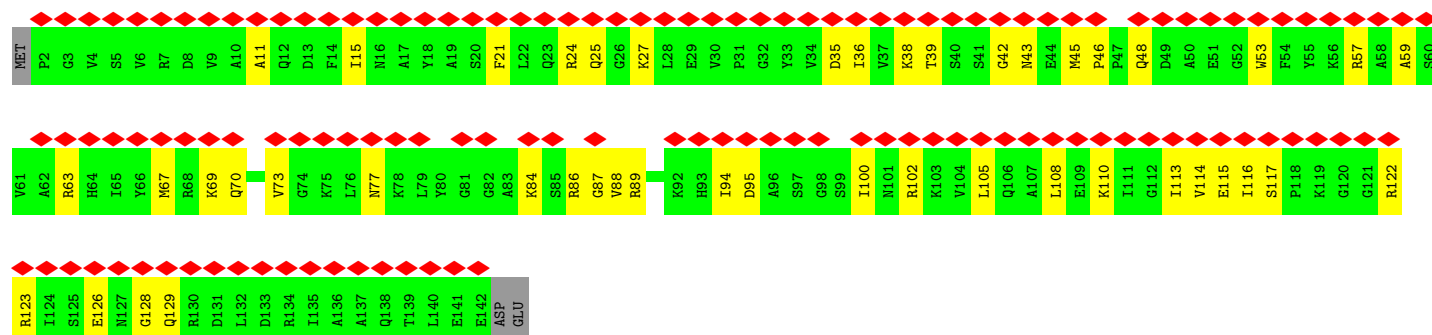 MET P2 G3 V4 S5 V6 R7 D8 V9 A10 A11 Q12 D13 F14 I15 N16 A17 Y18 A19 S20 F21 L22 Q23 R24 Q25 G26 K27 L28 E29 V30 P31 G32 Y33 V34 D35 I36 V37 K38 T39 S40 S41 G42 N43 E44 M45 P46 P47 Q48 D49 A50 E51 G52 W53 F54 Y55 K56 R57 A58 A59 S60
V61 A62 R63 H64 I65 Y66 M67 R68 K69 Q70 V73 G74 K75 L76 N77 K78 L79 Y80 G81 G82 A83 K84 S85 R86 G87 V88 R89 K92 H93 I94 D95 A96 S97 G98 S99 I100 N101 R102 K103 V104 L105 Q106 A107 L108 E109 K110 I111 G112 I113 V114 E115 I116 S117 P118 K119 G120 G121 R122
R123 I124 S125 E126 N127 G128 Q129 R130 D131 L132 D133 R134 I135 A136 A137 Q138 T139 L140 E141 E142 ASP GLU